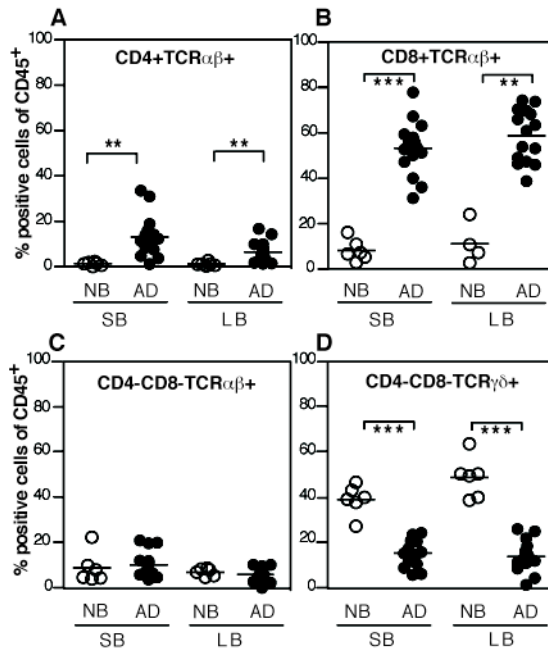 A
B
CD4+TCRαβ+
CD8+TCRαβ+
% positive cells of CD45+
100
80
60
40
20
0
**
**
NB AD NB AD
SB LB
100
80
60
40
20
0
***
**
NB AD NB AD
SB LB
C
D
CD4-CD8-TCRαβ+
CD4-CD8-TCRγδ+
% positive cells of CD45+
100
80
60
40
20
0
NB AD NB AD
SB LB
100
80
60
40
20
0
***
***
NB AD NB AD
SB LB